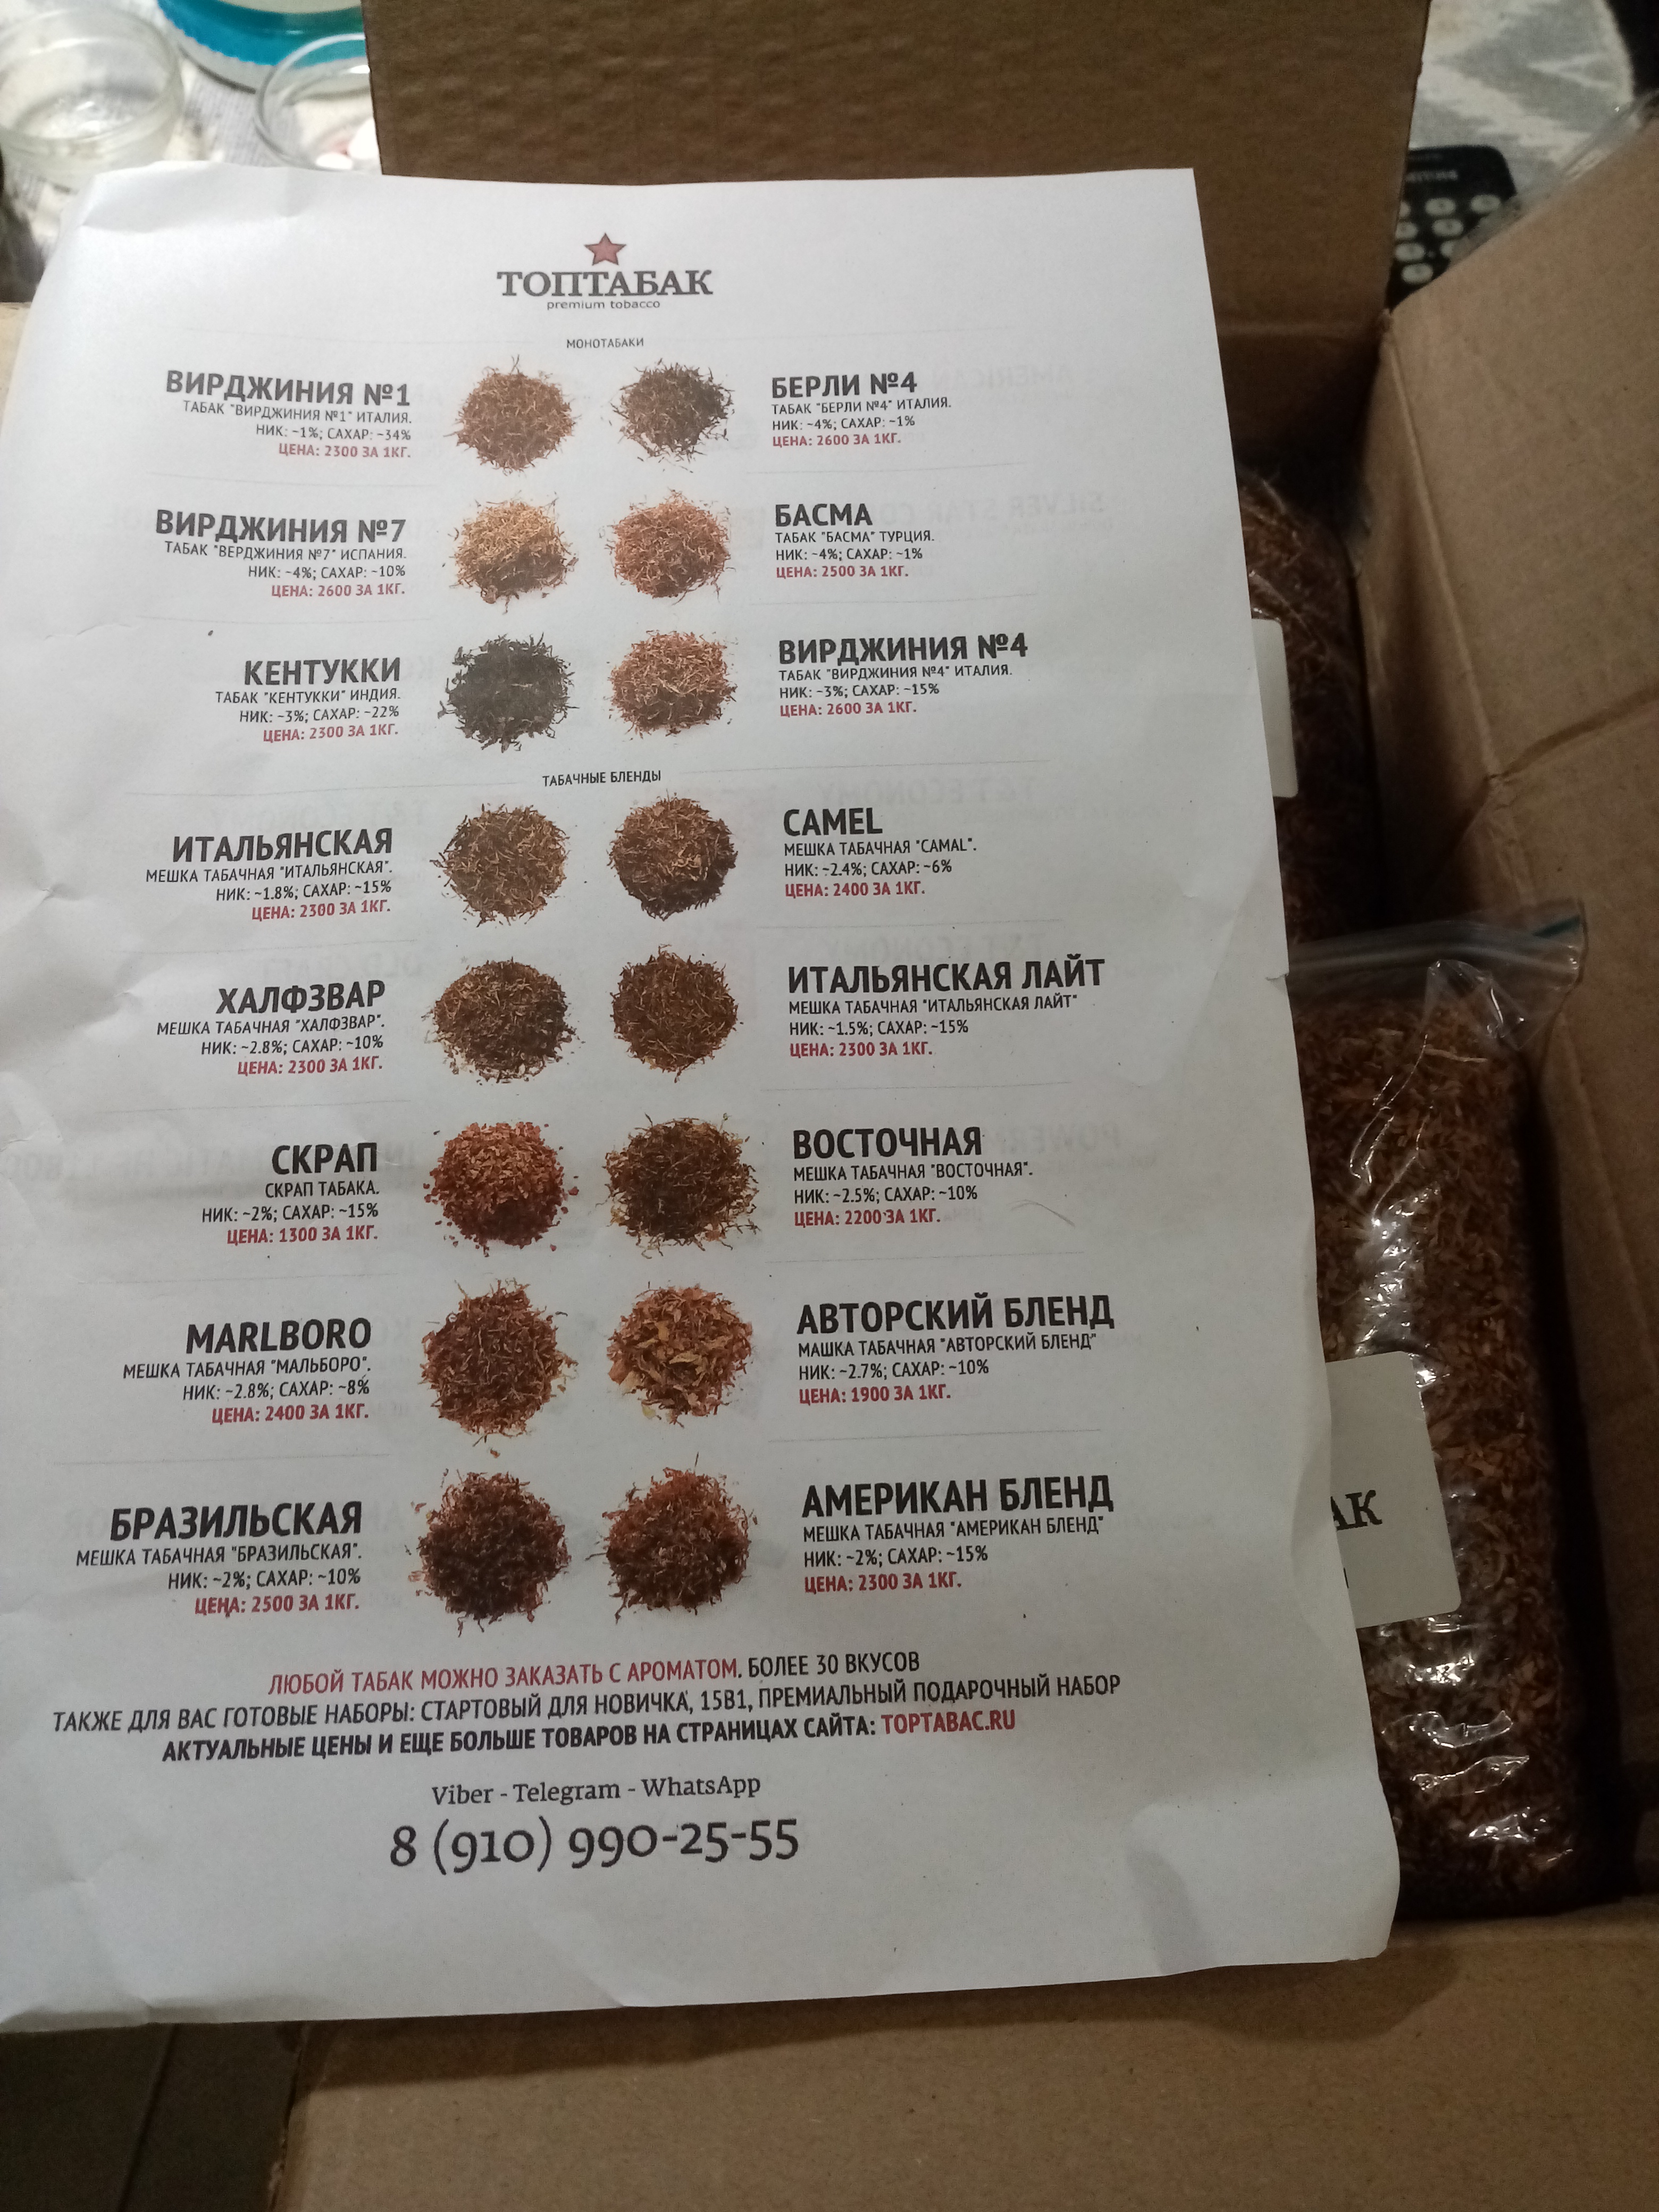 ТОПТАБАК
premium tobacco
МОНОТАБАКИ
ВИРДЖИНИЯ №1
ТАБАК "ВИРДЖИНИЯ №1" ИТАЛИЯ.
НИК: ~1%; САХАР: ~34%
ЦЕНА: 2300 ЗА 1КГ.
БЕРЛИ №4
ТАБАК "БЕРЛИ №4" ИТАЛИЯ.
НИК: ~4%; САХАР: ~1%
ЦЕНА: 2600 ЗА 1КГ.
ВИРДЖИНИЯ №7
ТАБАК "ВЕРДЖИНИЯ №7" ИСПАНИЯ.
НИК: ~4%; САХАР: ~10%
ЦЕНА: 2600 ЗА 1КГ.
БАСМА
ТАБАК "БАСМА" ТУРЦИЯ.
НИК: ~4%; САХАР: ~1%
ЦЕНА: 2500 ЗА 1КГ.
КЕНТУККИ
ТАБАК "КЕНТУККИ" ИНДИЯ.
НИК: ~3%; САХАР: ~22%
ЦЕНА: 2300 ЗА 1КГ.
ВИРДЖИНИЯ №4
ТАБАК "ВИРДЖИНИЯ №4" ИТАЛИЯ.
НИК: ~3%; САХАР: ~15%
ЦЕНА: 2600 ЗА 1КГ.
ТАБАЧНЫЕ БЛЕНДЫ
ИТАЛЬЯНСКАЯ
МЕШКА ТАБАЧНАЯ "ИТАЛЬЯНСКАЯ".
НИК: ~1.8%; САХАР: ~15%
ЦЕНА: 2300 ЗА 1КГ.
CAMEL
МЕШКА ТАБАЧНАЯ "CAMAL".
НИК: ~2.4%; САХАР: ~6%
ЦЕНА: 2400 ЗА 1КГ.
ХАЛФЗВАР
МЕШКА ТАБАЧНАЯ "ХАЛФЗВАР".
НИК: ~2.8%; САХАР: ~10%
ЦЕНА: 2300 ЗА 1КГ.
ИТАЛЬЯНСКАЯ ЛАЙТ
МЕШКА ТАБАЧНАЯ "ИТАЛЬЯНСКАЯ ЛАЙТ"
НИК: ~1.5%; САХАР: ~15%
ЦЕНА: 2300 ЗА 1КГ.
СКРАП
СКРАП ТАБАКА.
НИК: ~2%; САХАР: ~15%
ЦЕНА: 1300 ЗА 1КГ.
ВОСТОЧНАЯ
МЕШКА ТАБАЧНАЯ "ВОСТОЧНАЯ".
НИК: ~2.5%; САХАР: ~10%
ЦЕНА: 2200 ЗА 1КГ.
MARLBORO
МЕШКА ТАБАЧНАЯ "МАЛЬБОРО".
НИК: ~2.8%; САХАР: ~8%
ЦЕНА: 2400 ЗА 1КГ.
АВТОРСКИЙ БЛЕНД
МАШКА ТАБАЧНАЯ "АВТОРСКИЙ БЛЕНД"
НИК: ~2.7%; САХАР: ~10%
ЦЕНА: 1900 ЗА 1КГ.
БРАЗИЛЬСКАЯ
МЕШКА ТАБАЧНАЯ "БРАЗИЛЬСКАЯ".
НИК: ~2%; САХАР: ~10%
ЦЕНА: 2500 ЗА 1КГ.
АМЕРИКАН БЛЕНД
МЕШКА ТАБАЧНАЯ "АМЕРИКАН БЛЕНД"
НИК: ~2%; САХАР: ~15%
ЦЕНА: 2300 ЗА 1КГ.
ЛЮБОЙ ТАБАК МОЖНО ЗАКАЗАТЬ С АРОМАТОМ. БОЛЕЕ 30 ВКУСОВ
ТАКЖЕ ДЛЯ ВАС ГОТОВЫЕ НАБОРЫ: СТАРТОВЫЙ ДЛЯ НОВИЧКА, 15В1, ПРЕМИАЛЬНЫЙ ПОДАРОЧНЫЙ НАБОР
АКТУАЛЬНЫЕ ЦЕНЫ И ЕЩЕ БОЛЬШЕ ТОВАРОВ НА СТРАНИЦАХ САЙТА: TOPTABAC.RU
Viber - Telegram - WhatsApp
8 (910) 990-25-55
АК